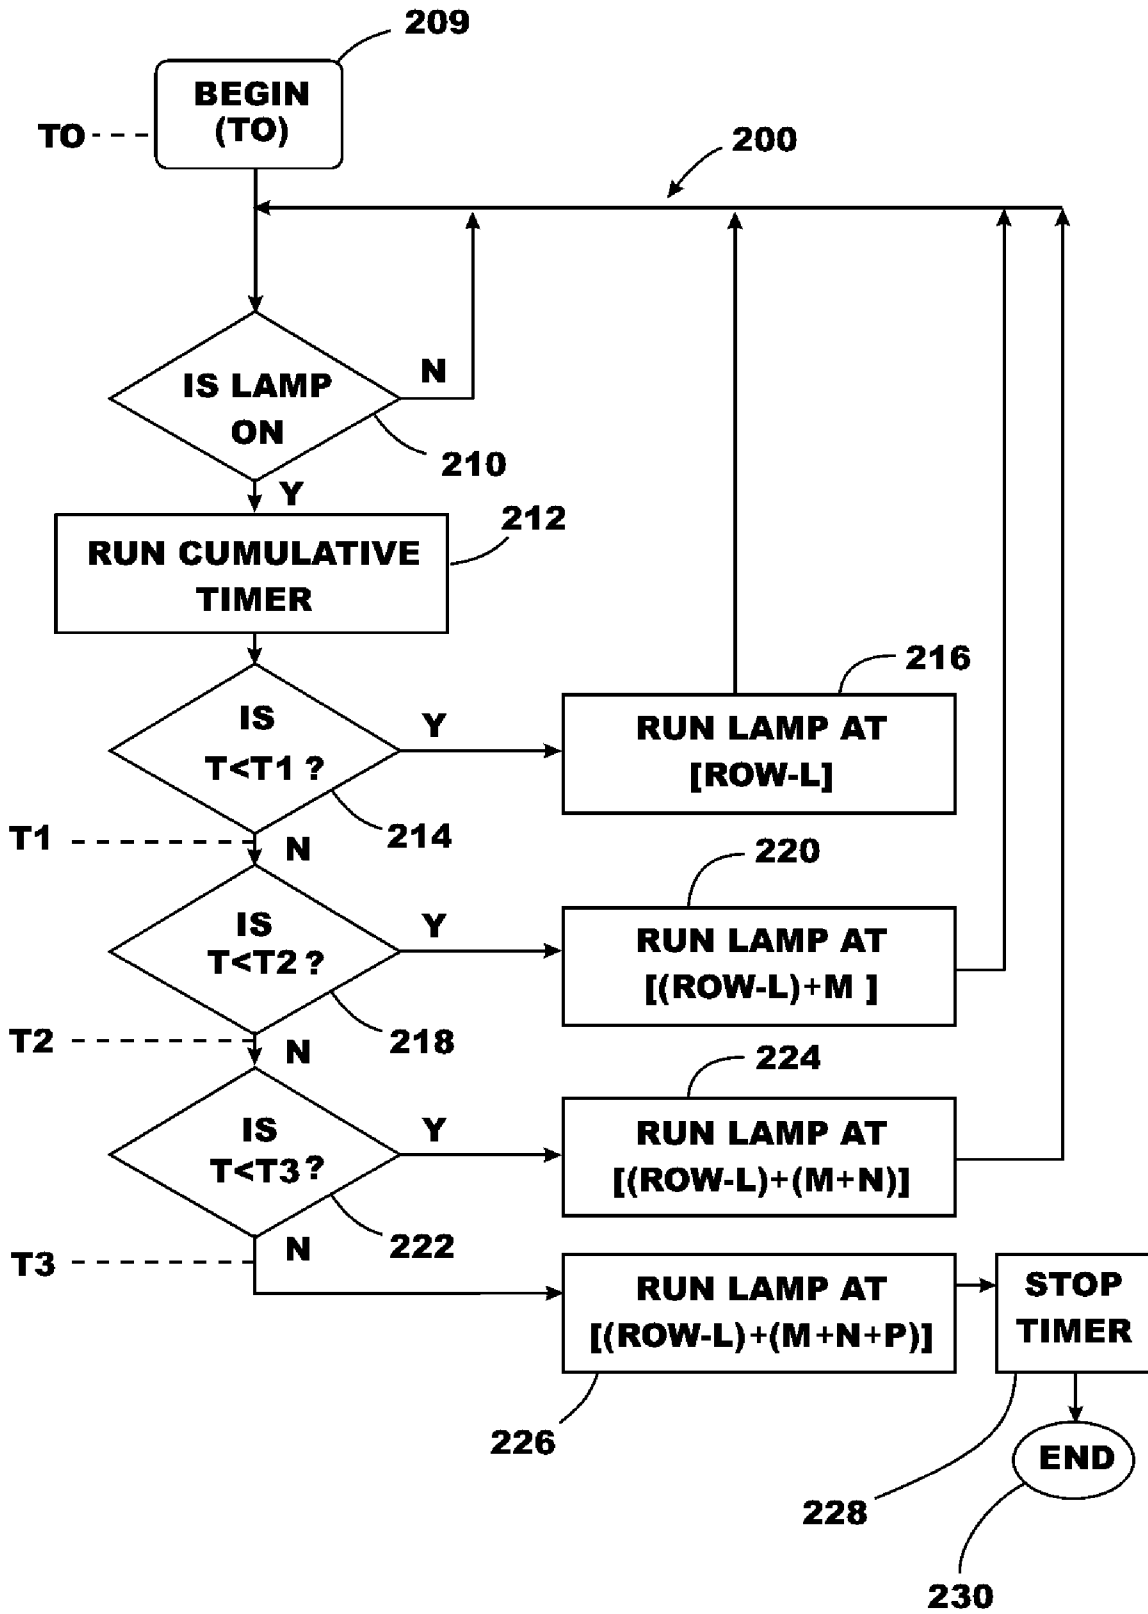 209
BEGIN
(TO)
TO
200
IS LAMP
ON
N
210
Y
212
RUN CUMULATIVE
TIMER
216
IS
T<T1?
Y
RUN LAMP AT
[ROW-L]
214
T1
N
220
IS
T<T2?
Y
RUN LAMP AT
[(ROW-L)+M ]
218
T2
N
224
IS
T<T3?
Y
RUN LAMP AT
[(ROW-L)+(M+N)]
222
T3
N
RUN LAMP AT
[(ROW-L)+(M+N+P)]
STOP
TIMER
226
END
228
230